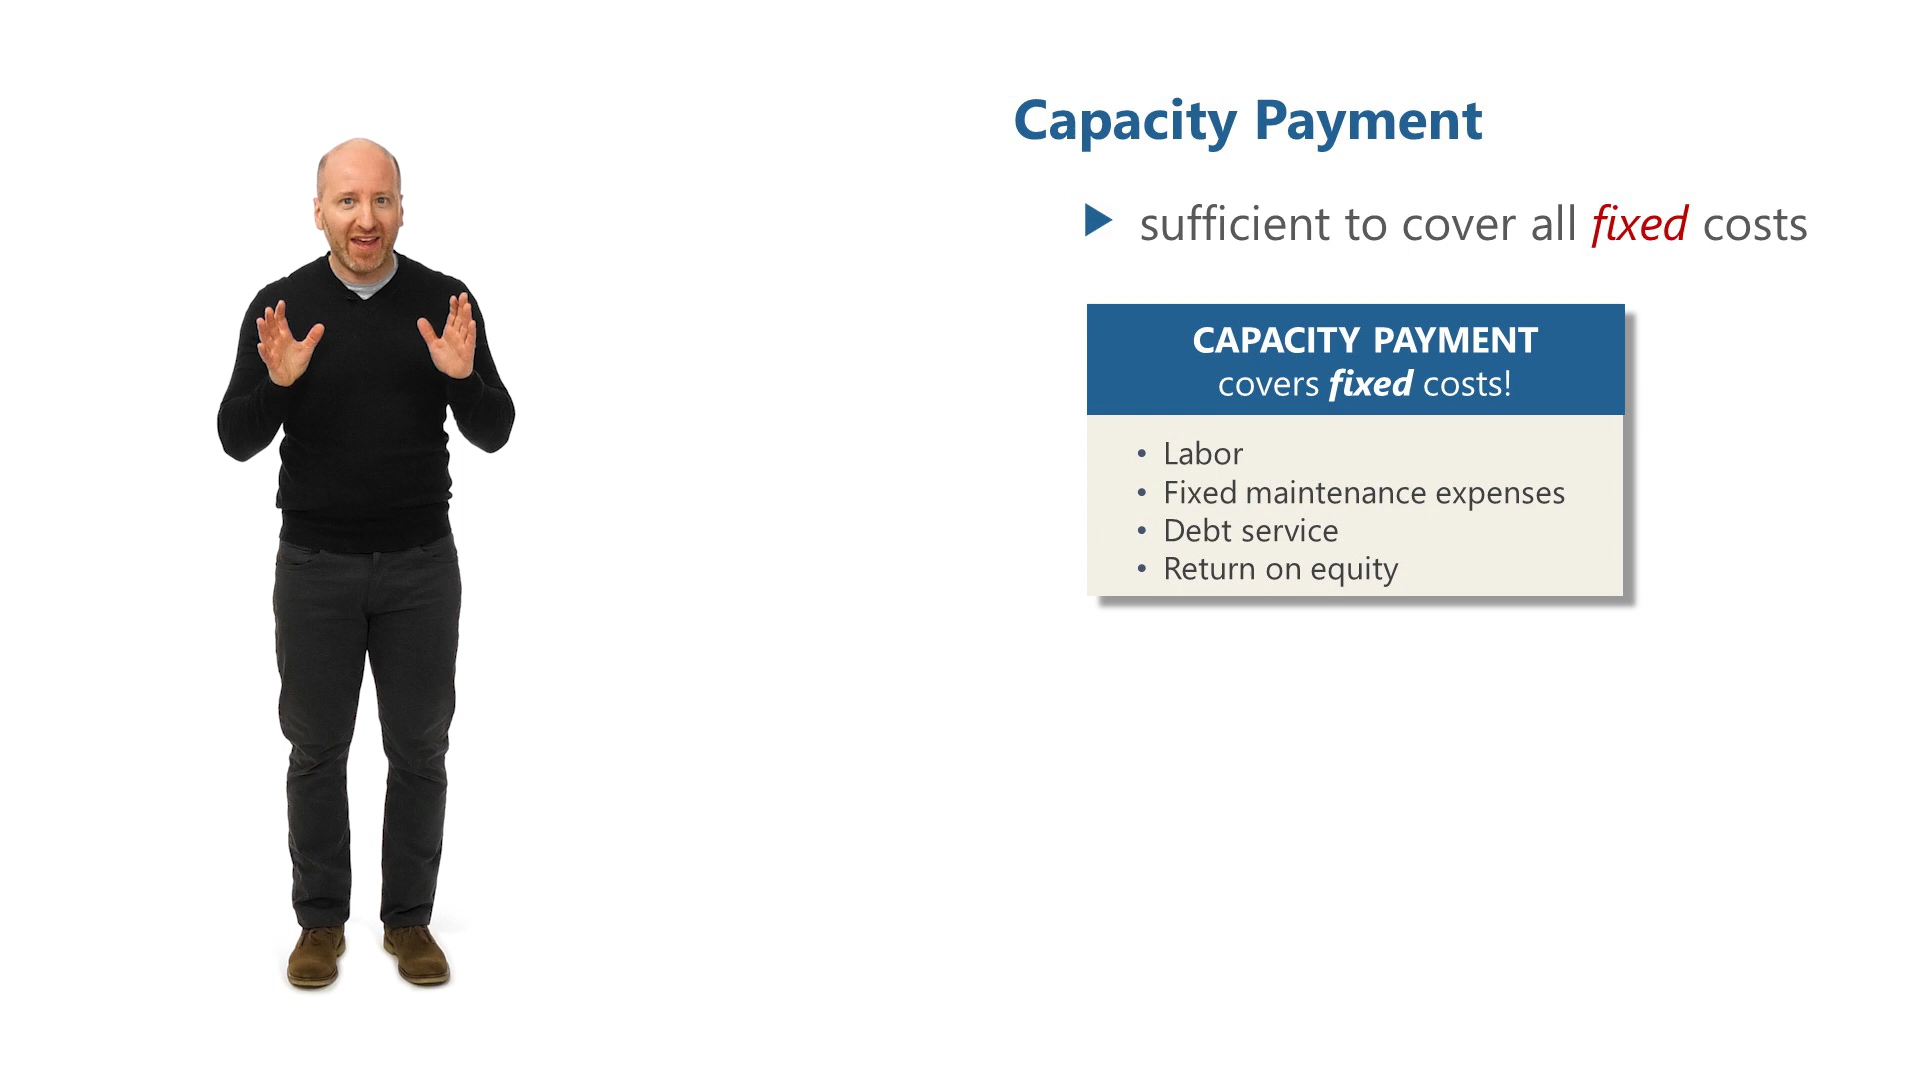 Capacity Payment
sufficient to cover all fixed costs
CAPACITY PAYMENT
covers fixed costs!
• Labor
• Fixed maintenance expenses
• Debt service
• Return on equity